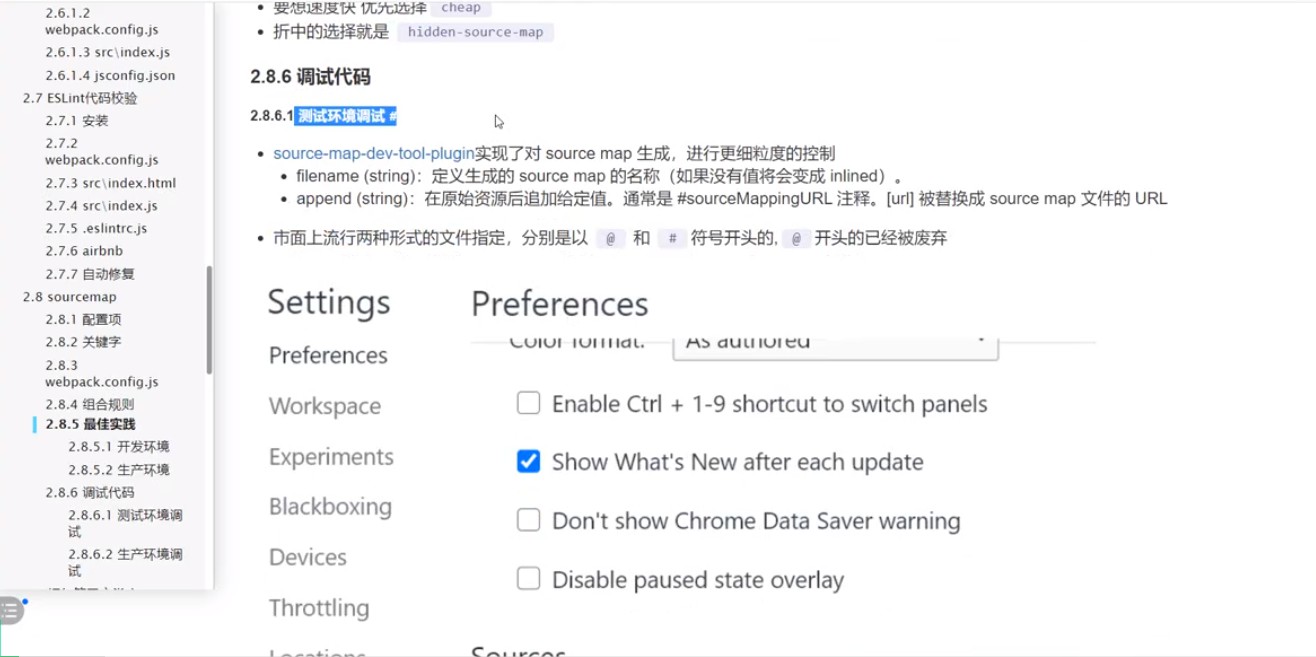 2.6.1.2
webpack.config.js
2.6.1.3 src\index.js
2.6.1.4 jsconfig.json
2.7 ESLint代码校验
2.7.1 安装
2.7.2
webpack.config.js
2.7.3 src\index.html
2.7.4 src\index.js
2.7.5 .eslintrc.js
2.7.6 airbnb
2.7.7 自动修复
2.8 sourcemap
2.8.1 配置项
2.8.2 关键字
2.8.3
webpack.config.js
2.8.4 组合规则
2.8.5 最佳实践
2.8.5.1 开发环境
2.8.5.2 生产环境
2.8.6 调试代码
2.8.6.1 测试环境调
试
2.8.6.2 生产环境调
试
要想速度快 优先选择 cheap
折中的选择就是 hidden-source-map
2.8.6 调试代码
2.8.6.1 测试环境调试 #
source-map-dev-tool-plugin实现了对 source map 生成，进行更细粒度的控制
filename (string)：定义生成的 source map 的名称（如果没有值将会变成 inlined）。
append (string)：在原始资源后追加给定值。通常是 #sourceMappingURL 注释。[url] 被替换成 source map 文件的 URL
市面上流行两种形式的文件指定，分别是以 @ 和 # 符号开头的, @ 开头的已经被废弃
Settings
Preferences
Workspace
Experiments
Blackboxing
Devices
Throttling
Locations
Preferences
Color format: As authored
Enable Ctrl + 1-9 shortcut to switch panels
Show What's New after each update
Don't show Chrome Data Saver warning
Disable paused state overlay
Sources